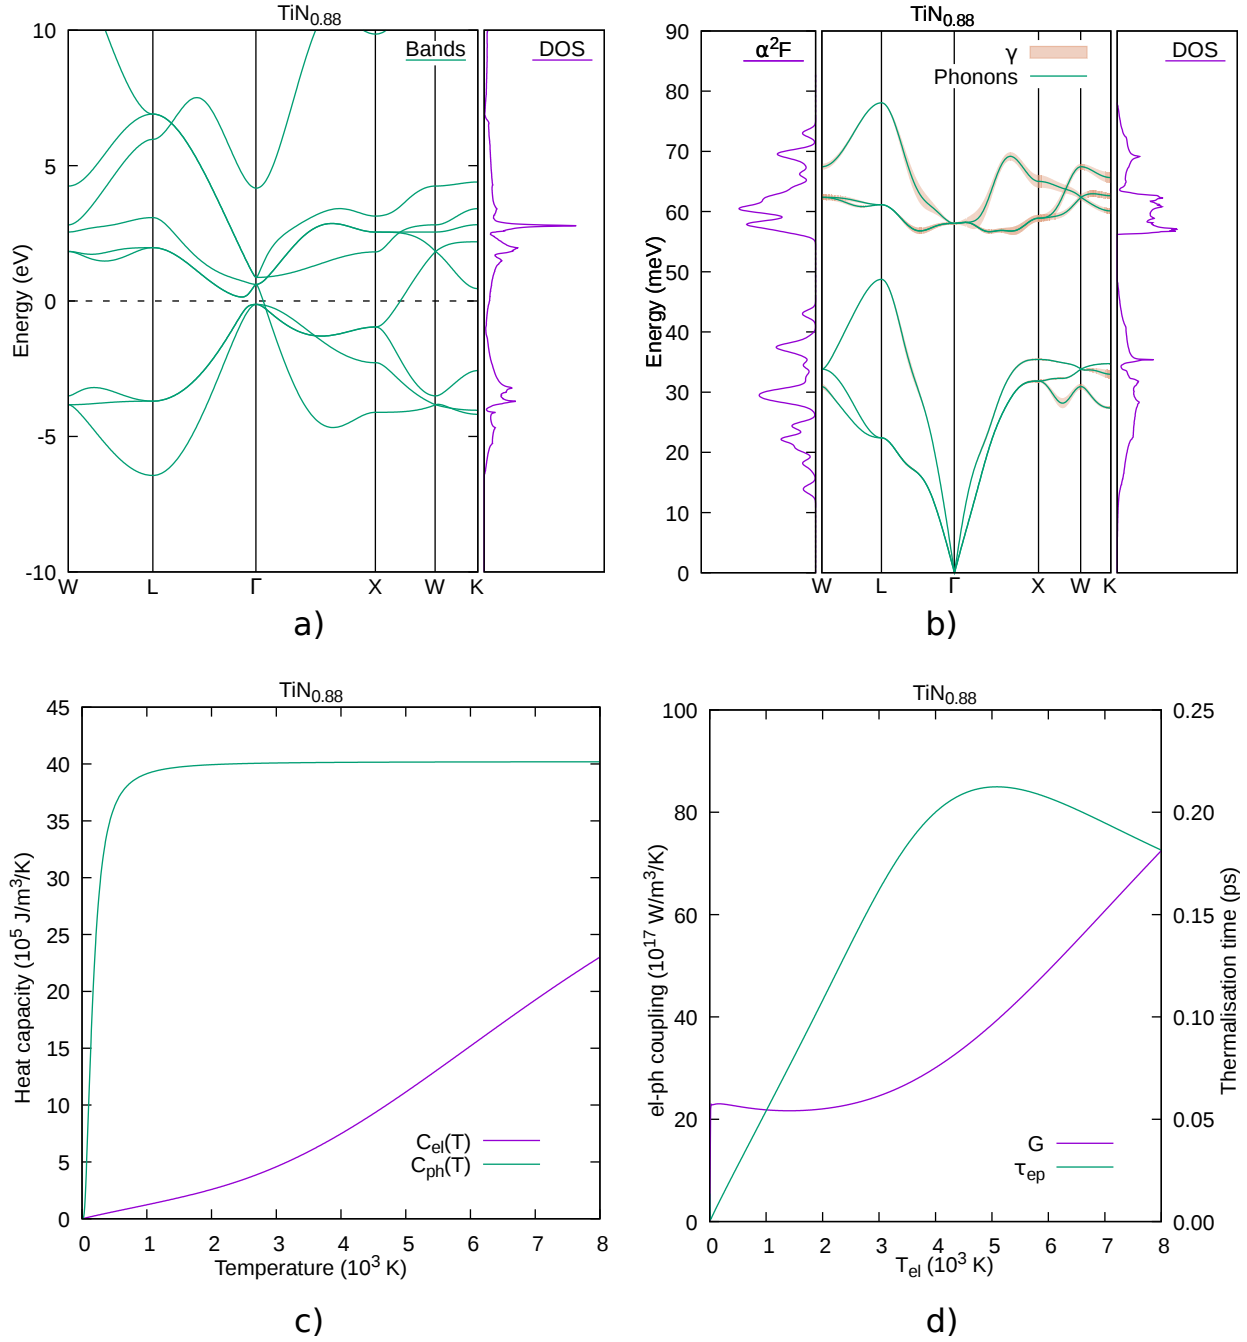 TiN0.88
10
5
0
-5
-10
Energy (eV)
Bands
DOS
W L Γ X W K
a)
TiN0.88
90
80
70
60
50
40
30
20
10
0
Energy (meV)
α²F
γ
Phonons
DOS
W L Γ X W K
b)
TiN0.88
45
40
35
30
25
20
15
10
5
0
Heat capacity (10⁵ J/m³/K)
Cel(T)
Cph(T)
0 1 2 3 4 5 6 7 8
Temperature (10³ K)
c)
TiN0.88
100
80
60
40
20
0
el-ph coupling (10¹⁷ W/m³/K)
0.25
0.20
0.15
0.10
0.05
0.00
Thermalisation time (ps)
G
τep
0 1 2 3 4 5 6 7 8
Tel (10³ K)
d)